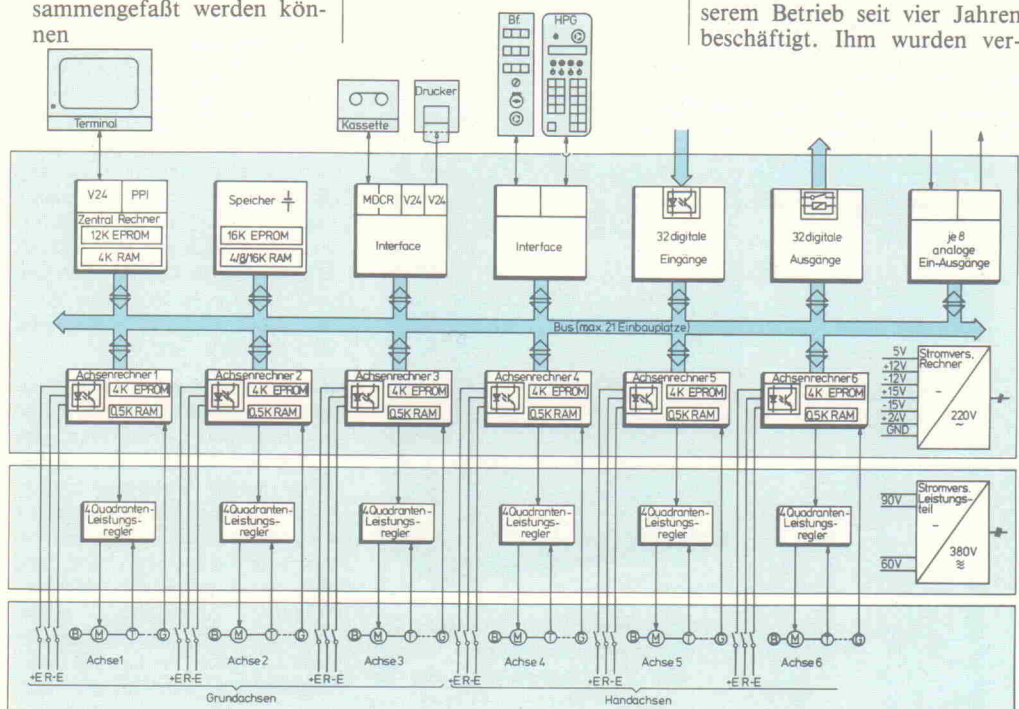 sammengefaßt werden kön-
nen
serem Betrieb seit vier Jahren
beschäftigt. Ihm wurden ver-
Terminal
Kassette
Drucker
Bf.
HPG
V24 PPI
Zentral Rechner
12K EPROM
4K RAM
Speicher
16K EPROM
4/8/16K RAM
MDCR V24 V24
Interface
Interface
32 digitale
Eingänge
32 digitale
Ausgänge
je 8
analoge
Ein-Ausgänge
Bus (max. 21 Einbauplätze)
Achsenrechner 1
4K EPROM
0,5K RAM
Achsenrechner 2
4K EPROM
0,5K RAM
Achsenrechner 3
4K EPROM
0,5K RAM
Achsenrechner 4
4K EPROM
0,5K RAM
Achsenrechner 5
4K EPROM
0,5K RAM
Achsenrechner 6
4K EPROM
0,5K RAM
5V
+12V
-12V
+15V
-15V
+24V
GND
Stromvers.
Rechner
220V
4Quadranten-
Leistungs-
regler
4Quadranten-
Leistungs-
regler
4Quadranten-
Leistungs-
regler
4Quadranten-
Leistungs-
regler
4Quadranten-
Leistungs-
regler
4Quadranten-
Leistungs-
regler
90V
60V
Stromvers.
Leistungs-
teil
380V
B M T G
B M T G
B M T G
B M T G
B M T G
B M T G
Achse 1
Achse 2
Achse 3
Achse 4
Achse 5
Achse 6
+E R -E
+E R -E
+E R -E
+E R -E
+E R -E
+E R -E
Grundachsen
Handachsen